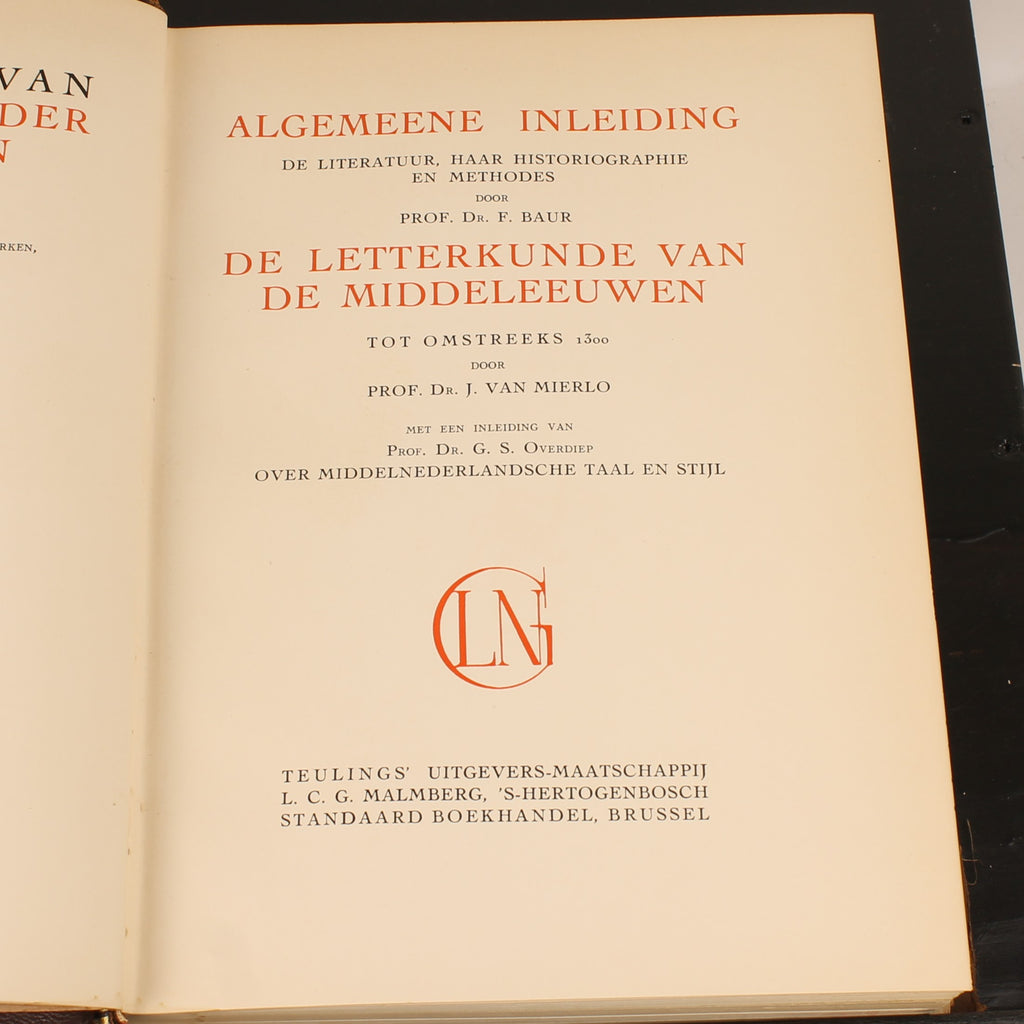 VAN
DER
N
RKEN,
ALGEMEENE INLEIDING
DE LITERATUUR, HAAR HISTORIOGRAPHIE
EN METHODES
DOOR
PROF. DR. F. BAUR
DE LETTERKUNDE VAN
DE MIDDELEEUWEN
TOT OMSTREEKS 1300
DOOR
PROF. DR. J. VAN MIERLO
MET EEN INLEIDING VAN
PROF. DR. G. S. OVERDIEP
OVER MIDDELNEDERLANDSCHE TAAL EN STIJL
GLN
TEULINGS' UITGEVERS-MAATSCHAPPIJ
L. C. G. MALMBERG, 'S-HERTOGENBOSCH
STANDAARD BOEKHANDEL, BRUSSEL